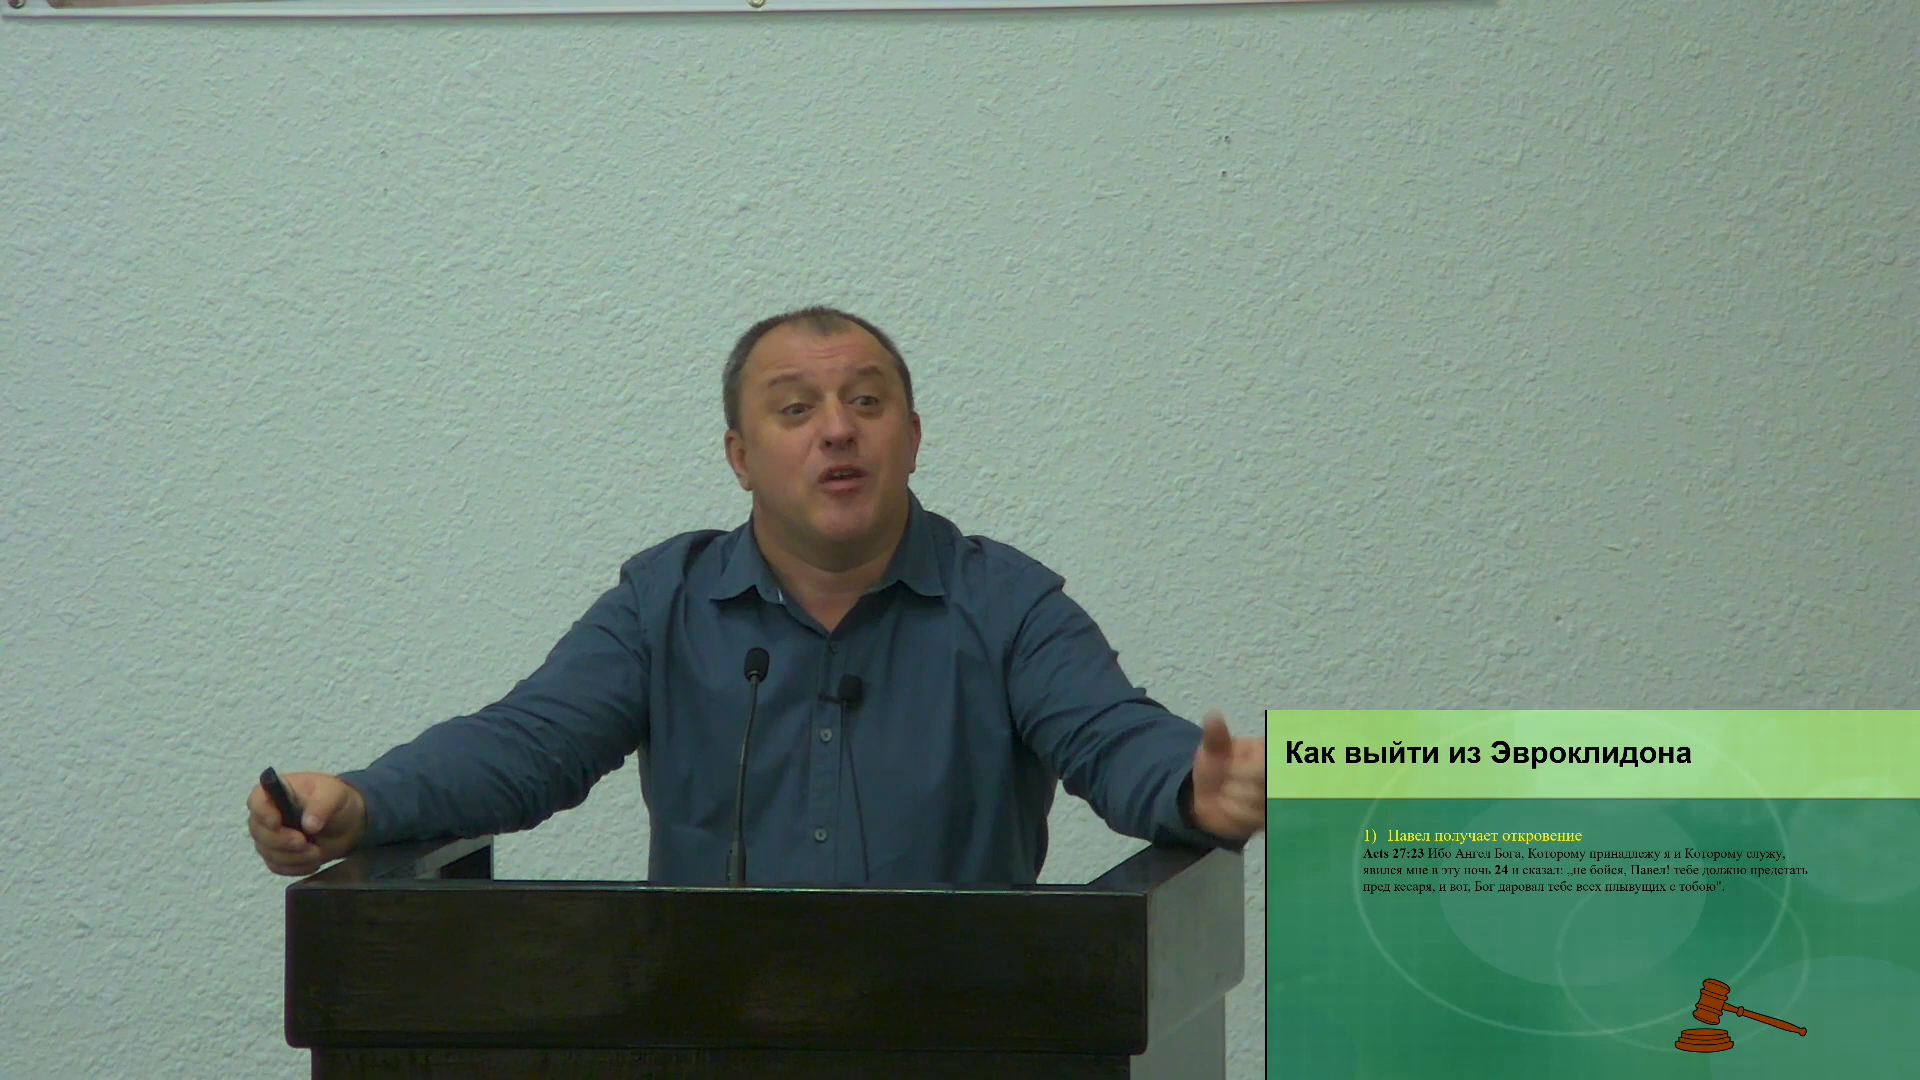 Как выйти из Эвроклидона
1) Павел получает откровение
Acts 27:23 Ибо Ангел Бога, Которому принадлежу я и Которому служу,
явился мне в эту ночь 24 и сказал: „не бойся, Павел! тебе должно предстать
пред кесаря, и вот, Бог даровал тебе всех плывущих с тобою".